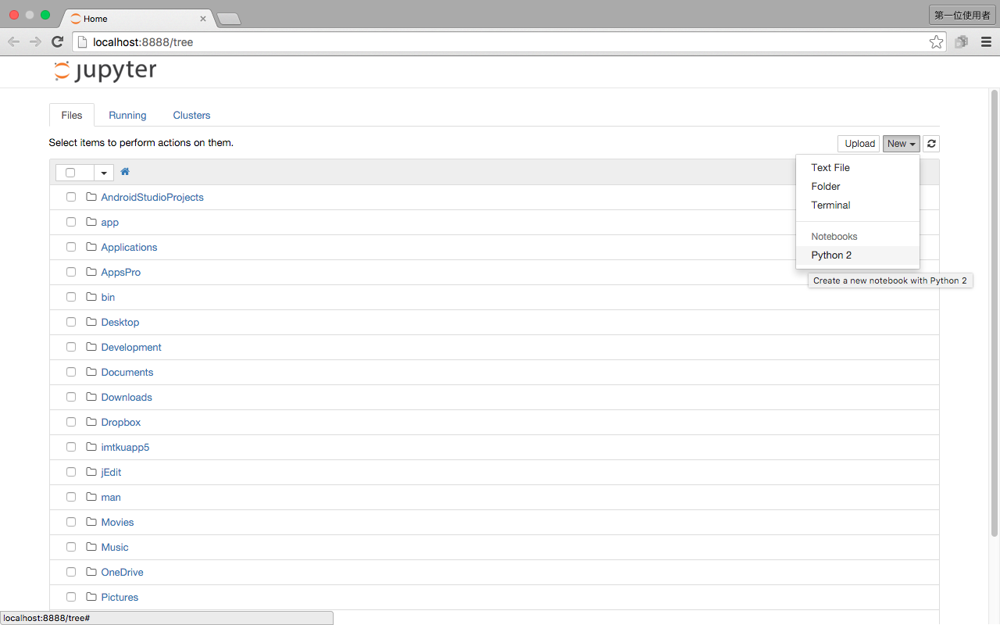 Home
第一位使用者
localhost:8888/tree
jupyter
Files Running Clusters
Select items to perform actions on them.
Upload New
Text File
Folder
Terminal
Notebooks
Python 2
Create a new notebook with Python 2
AndroidStudioProjects
app
Applications
AppsPro
bin
Desktop
Development
Documents
Downloads
Dropbox
imtkuapp5
jEdit
man
Movies
Music
OneDrive
Pictures
localhost:8888/tree#